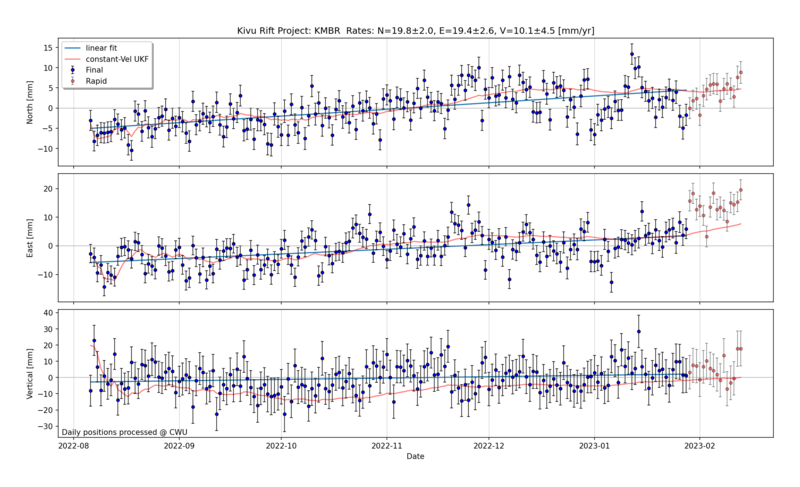 Kivu Rift Project: KMBR Rates: N=19.8±2.0, E=19.4±2.6, V=10.1±4.5 [mm/yr]
linear fit
constant-Vel UKF
Final
Rapid
North [mm]
15
10
5
0
−5
−10
East [mm]
20
10
0
−10
Vertical [mm]
40
30
20
10
0
−10
−20
−30
Daily positions processed @ CWU
2022-08 2022-09 2022-10 2022-11 2022-12 2023-01 2023-02
Date